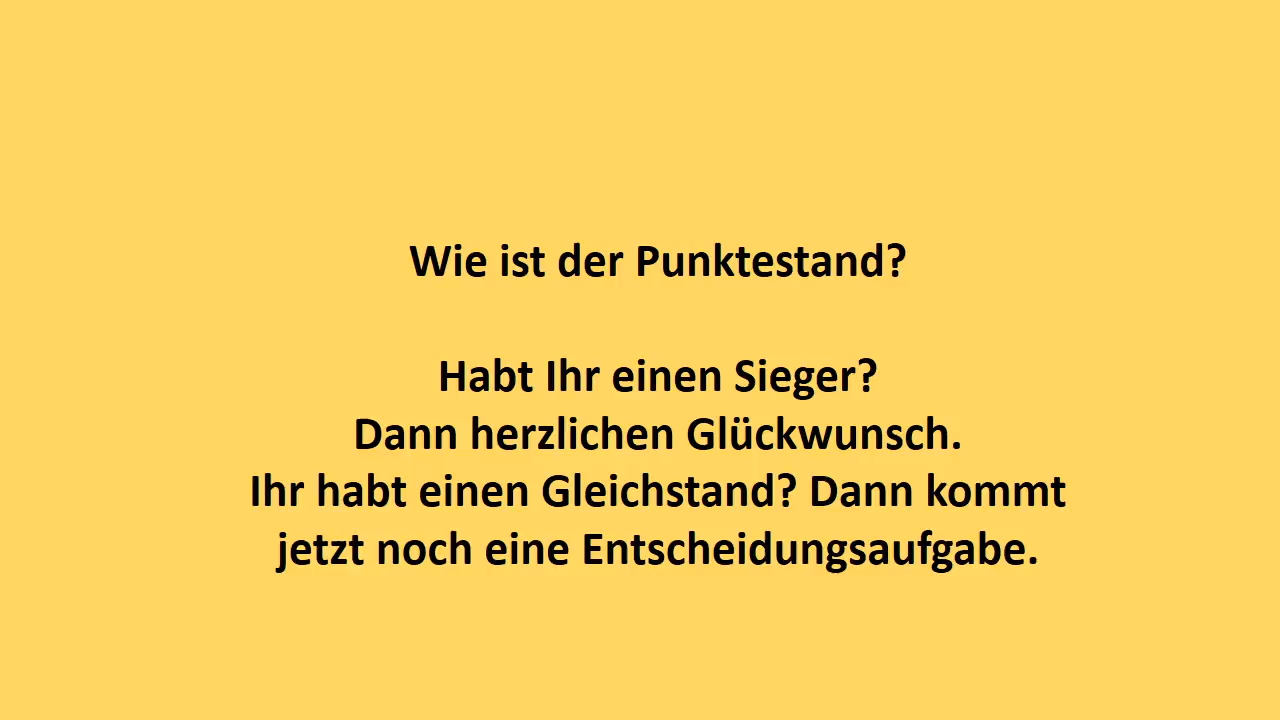 Wie ist der Punktestand?
Habt Ihr einen Sieger?
Dann herzlichen Glückwunsch.
Ihr habt einen Gleichstand? Dann kommt
jetzt noch eine Entscheidungsaufgabe.